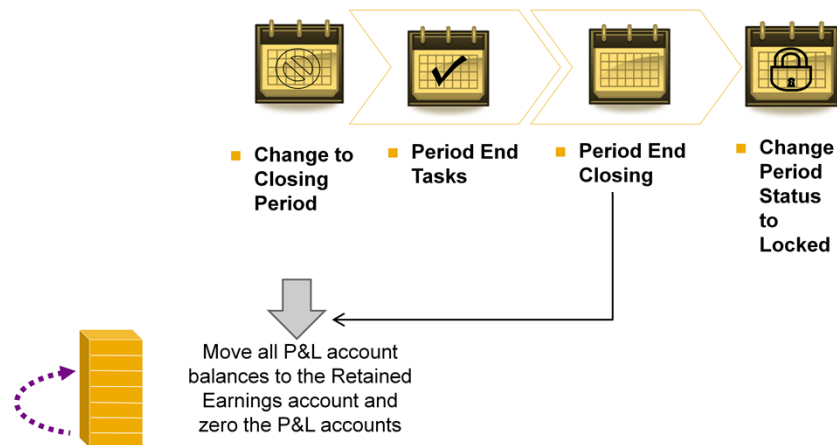 Change to
Closing
Period
Period End
Tasks
Period End
Closing
Change
Period
Status
to
Locked
Move all P&L account
balances to the Retained
Earnings account and
zero the P&L accounts